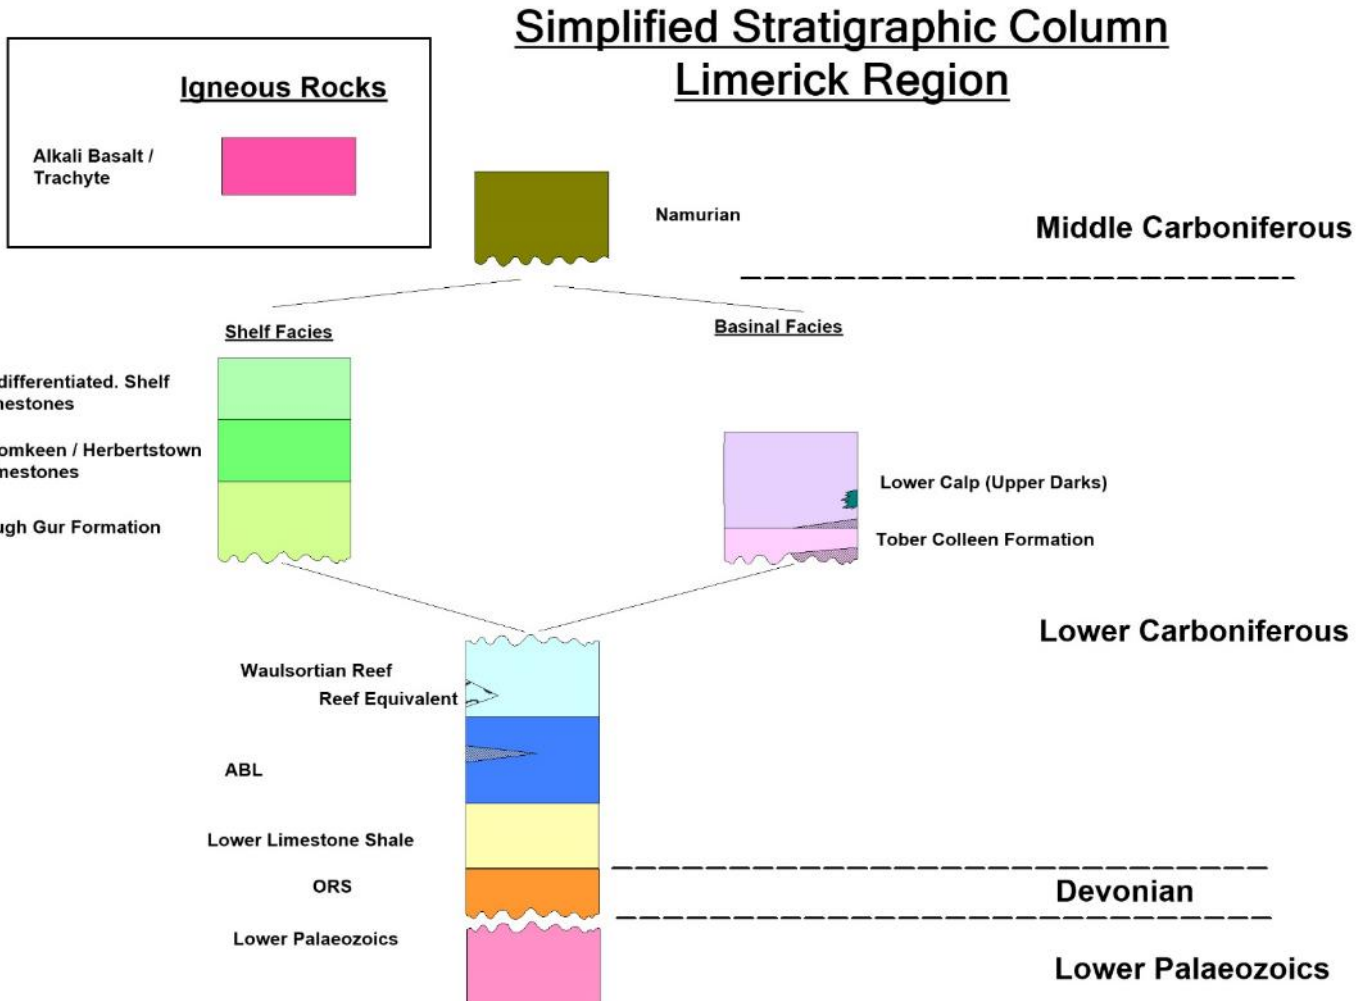 Simplified Stratigraphic Column
Limerick Region
Igneous Rocks
Alkali Basalt /
Trachyte
Namurian
Middle Carboniferous
Shelf Facies
Basinal Facies
differentiated. Shelf
nestones
omkeen / Herbertstown
nestones
ugh Gur Formation
Lower Calp (Upper Darks)
Tober Colleen Formation
Lower Carboniferous
Waulsortian Reef
Reef Equivalent
ABL
Lower Limestone Shale
ORS
Devonian
Lower Palaeozoics
Lower Palaeozoics